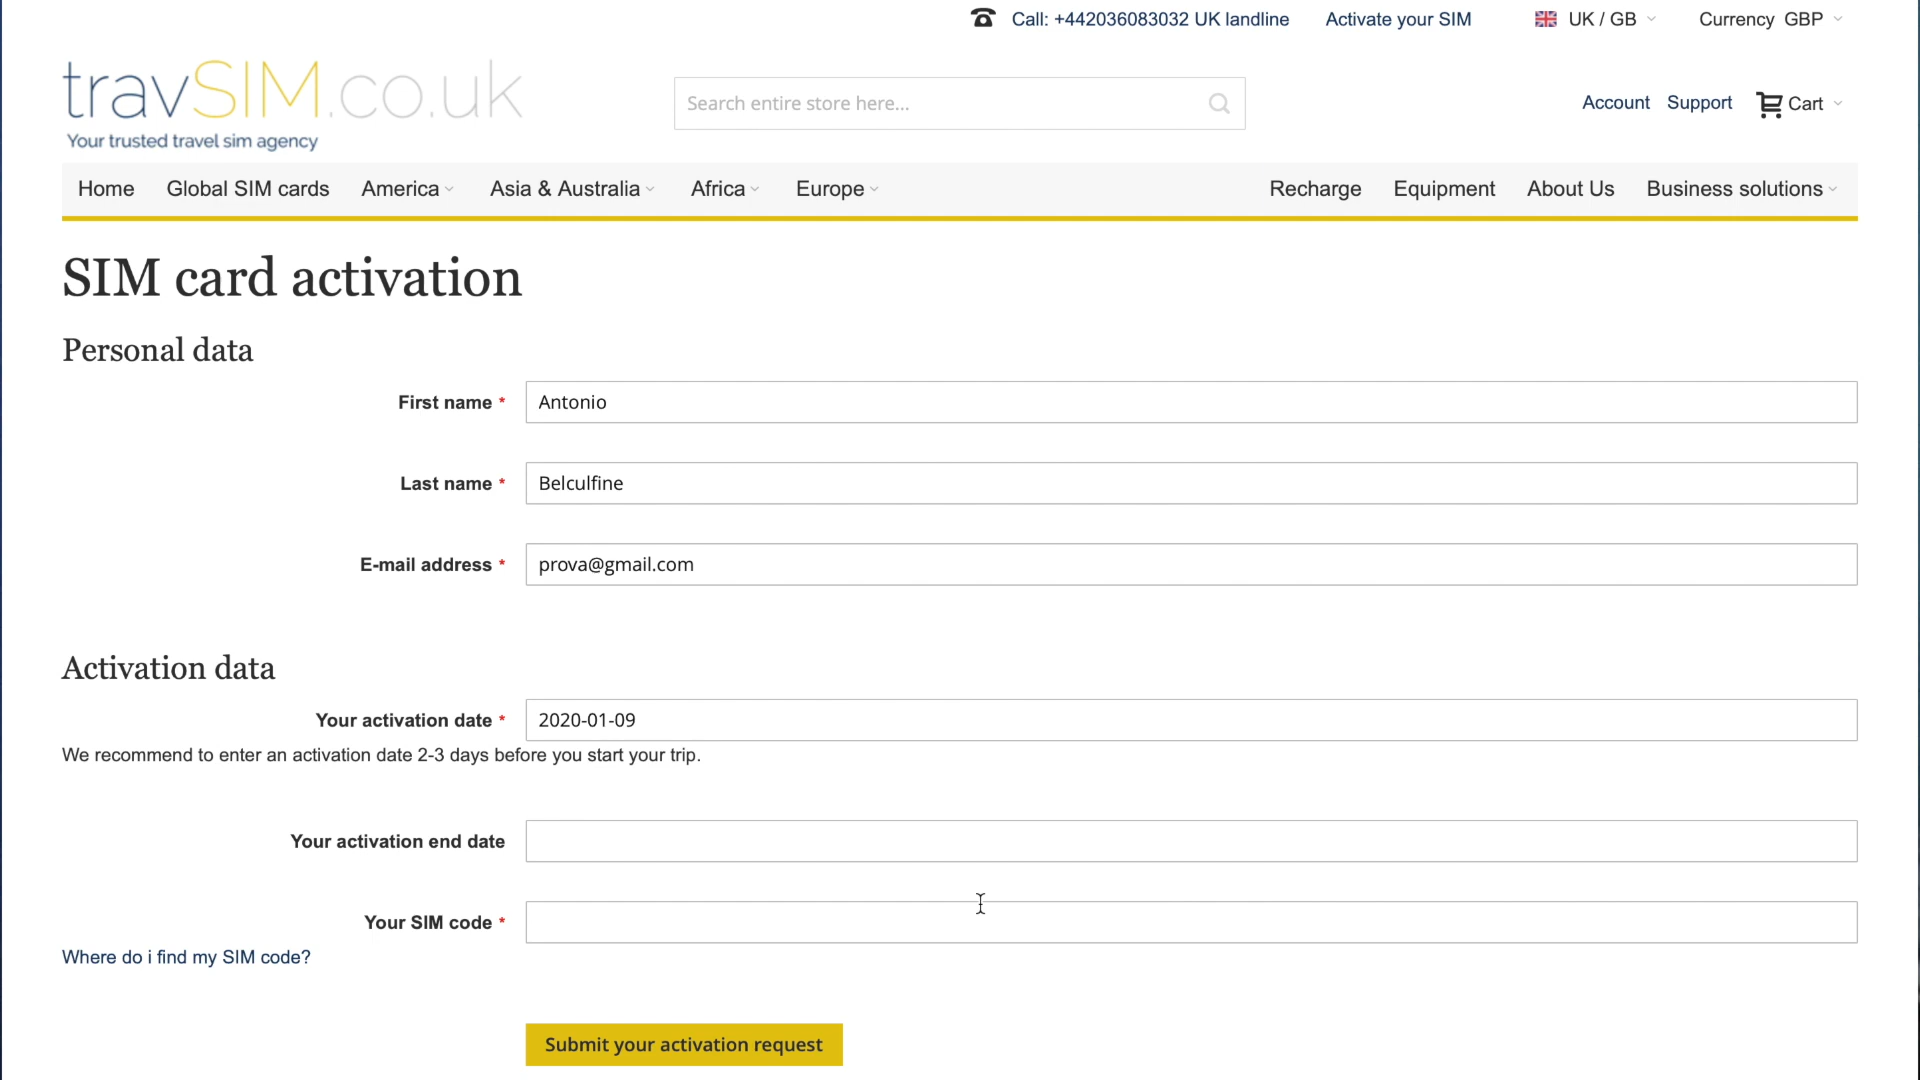 Call: +442036083032 UK landline Activate your SIM UK / GB Currency GBP
travSIM.co.uk
Your trusted travel sim agency
Search entire store here...
Account Support Cart
Home Global SIM cards America Asia & Australia Africa Europe Recharge Equipment About Us Business solutions
SIM card activation
Personal data
First name * Antonio
Last name * Belculfine
E-mail address * prova@gmail.com
Activation data
Your activation date * 2020-01-09
We recommend to enter an activation date 2-3 days before you start your trip.
Your activation end date
Your SIM code *
Where do i find my SIM code?
Submit your activation request